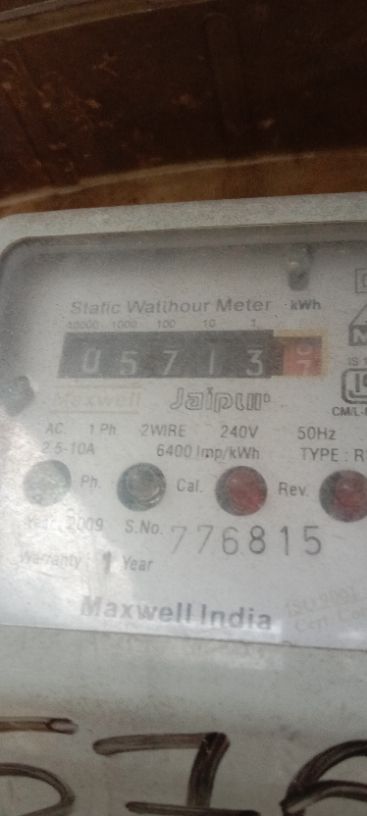 Static Watthour Meter kWh
10000 1000 100 10 1
0 5 7 1 3
Maxwell Jaipur
AC. 1 Ph 2WIRE 240V 50Hz
2.5-10A 6400 Imp/kWh TYPE : R
Ph. Cal. Rev.
Year 2009 S.No. 776815
Warranty : 1 Year
Maxwell India
576